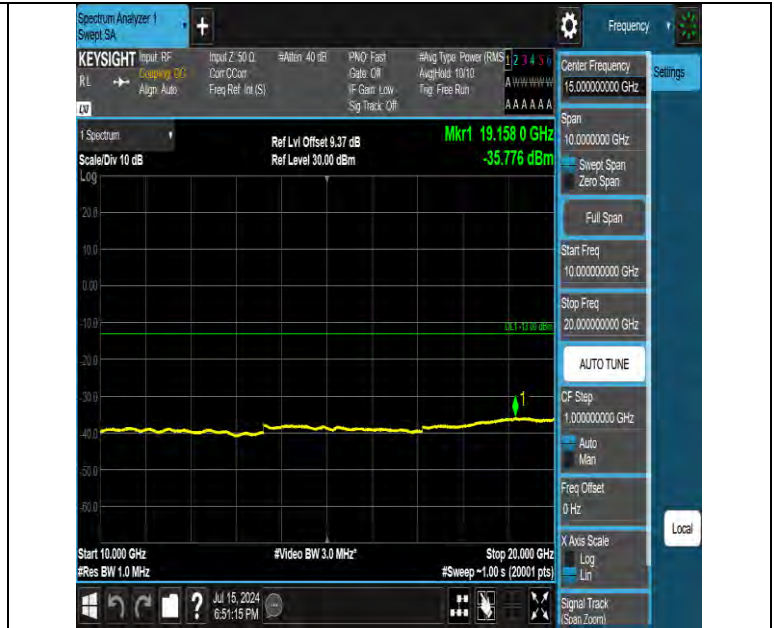 Spectrum Analyzer 1
Swept SA
+
Frequency
KEYSIGHT
RL
Input: RF
Coupling: DC
Align: Auto
Input Z: 50 Ω
Corr CCorr
Freq Ref: Int (S)
#Atten: 40 dB
PNO: Fast
Gate: Off
IF Gain: Low
Sig Track: Off
#Avg Type: Power (RMS
Avg|Hold: 10/10
Trig: Free Run
1 2 3 4 5 6
A W W W W W
A A A A A A
LV
1 Spectrum
Scale/Div 10 dB
Log
Ref Lvl Offset 9.37 dB
Ref Level 30.00 dBm
Mkr1 19.158 0 GHz
-35.776 dBm
20.0
10.0
0.00
-10.0
DL1 -13.00 dBm
-20.0
-30.0
1
-40.0
-50.0
-60.0
Start 10.000 GHz
#Res BW 1.0 MHz
#Video BW 3.0 MHz*
Stop 20.000 GHz
#Sweep ~1.00 s (20001 pts)
Jul 15, 2024
6:51:15 PM
?
Center Frequency
15.00000000 GHz
Settings
Span
10.0000000 GHz
Swept Span
Zero Span
Full Span
Start Freq
10.000000000 GHz
Stop Freq
20.000000000 GHz
AUTO TUNE
CF Step
1.000000000 GHz
Auto
Man
Freq Offset
0 Hz
X Axis Scale
Log
Lin
Local
Signal Track
(Span Zoom)